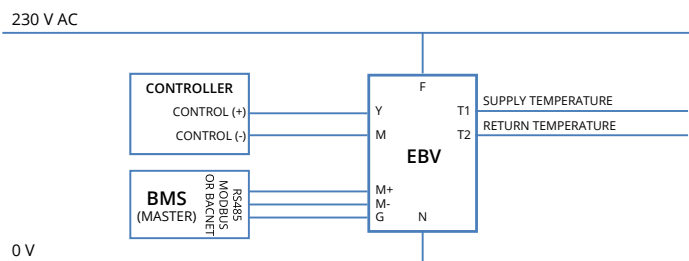 230 V AC
F
CONTROLLER
CONTROL (+)
CONTROL (-)
Y
M
T1
T2
SUPPLY TEMPERATURE
RETURN TEMPERATURE
EBV
BMS
(MASTER)
RS485
MODBUS
OR BACNET
M+
M-
G
N
0 V